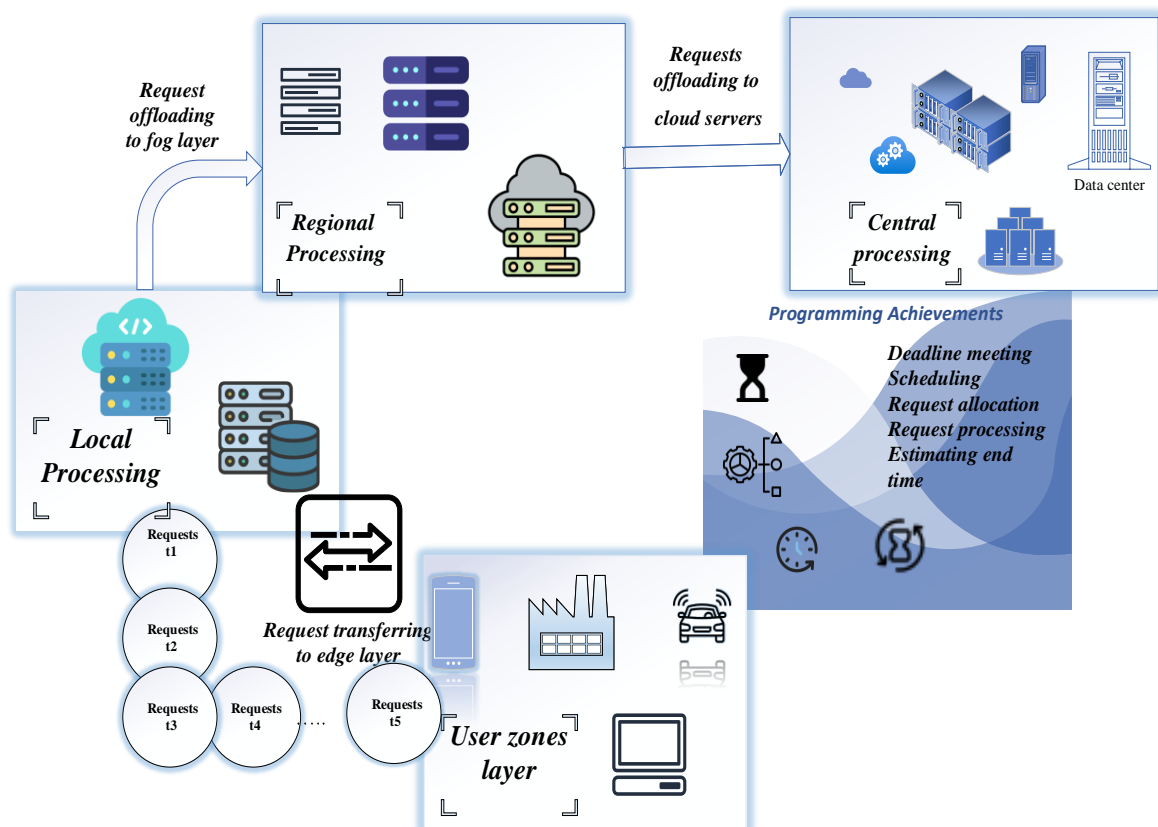 Request
offloading
to fog layer
Regional
Processing
Requests
offloading to
cloud servers
Data center
Central
processing
</>
Local
Processing
Programming Achievements
Deadline meeting
Scheduling
Request allocation
Request processing
Estimating end
time
Requests
t1
Requests
t2
Requests
t3
Requests
t4
.....
Requests
t5
Request transferring
to edge layer
User zones
layer